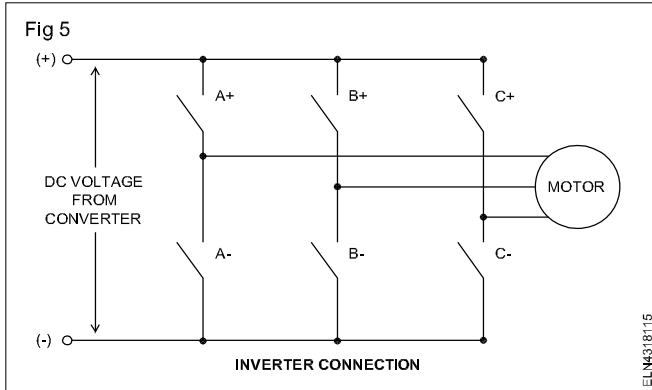 Fig 5
(+)
A+
B+
C+
DC VOLTAGE
FROM
CONVERTER
MOTOR
A-
B-
C-
(-)
INVERTER CONNECTION
ELN4318115